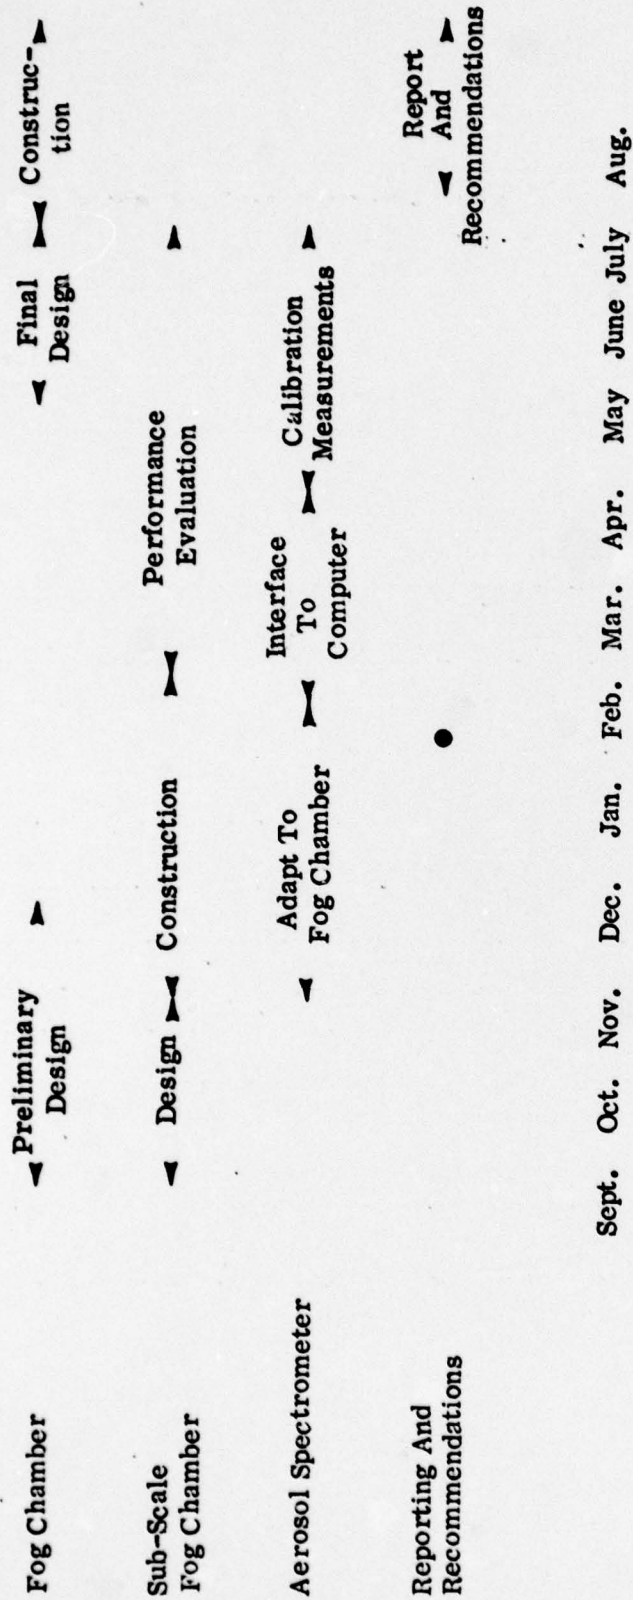 Fog Chamber
Preliminary
Design
Final
Design
Construc-
tion
Sub-Scale
Fog Chamber
Design
Construction
Performance
Evaluation
Aerosol Spectrometer
Adapt To
Fog Chamber
Interface
To
Computer
Calibration
Measurements
Reporting And
Recommendations
Report
And
Recommendations
Sept. Oct. Nov. Dec. Jan. Feb. Mar. Apr. May June July Aug.